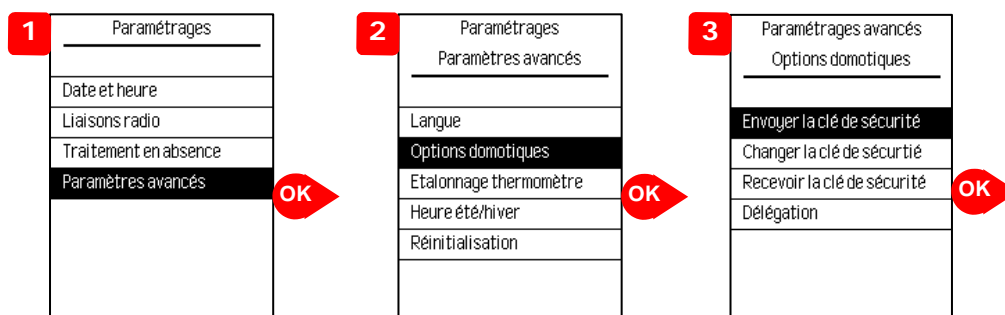 1
Paramétrages
Date et heure
Liaisons radio
Traitement en absence
Paramètres avancés
OK
2
Paramétrages
Paramètres avancés
Langue
Options domotiques
Etalonnage thermomètre
Heure été/hiver
Réinitialisation
OK
3
Paramétrages avancés
Options domotiques
Envoyer la clé de sécurité
Changer la clé de sécurtié
Recevoir la clé de sécurité
Délégation
OK